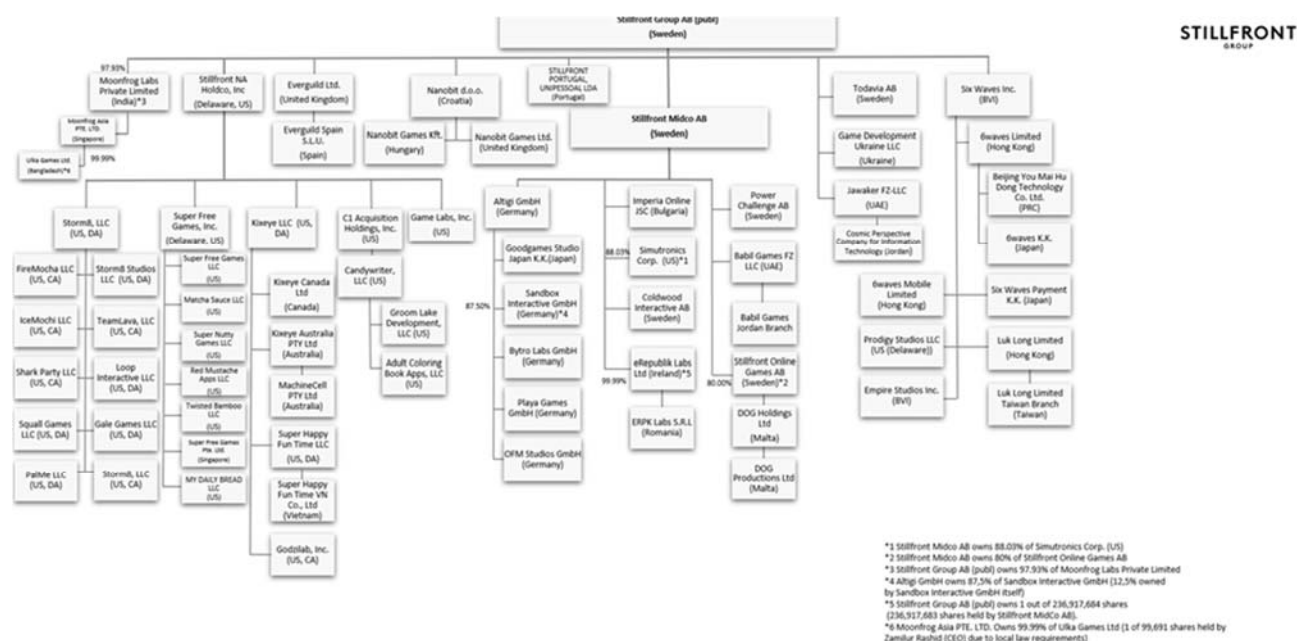 Stillfront Group AB (publ)
(Sweden)
STILLFRONT
GROUP
97.93%
Moonfrog Labs
Private Limited
(India)*3
Stillfront NA
Holdco, Inc
(Delaware, US)
Everguild Ltd.
(United Kingdom)
Nanobit d.o.o.
(Croatia)
STILLFRONT
PORTUGAL,
UNIPESSOAL LDA
(Portugal)
Todavia AB
(Sweden)
Six Waves Inc.
(BVI)
Moonfrog Asia
PTE. LTD.
(Singapore)
99.99%
Ulka Games Ltd.
(Bangladesh)*6
Everguild Spain
S.L.U.
(Spain)
Nanobit Games Kft.
(Hungary)
Nanobit Games Ltd.
(United Kingdom)
Stillfront Midco AB
(Sweden)
Game Development
Ukraine LLC
(Ukraine)
6waves Limited
(Hong Kong)
Storm8, LLC
(US, DA)
Super Free
Games, Inc.
(Delaware, US)
Kixeye LLC (US,
DA)
C1 Acquisition
Holdings, Inc.
(US)
Game Labs, Inc.
(US)
Altigi GmbH
(Germany)
Imperia Online
JSC (Bulgaria)
Power
Challenge AB
(Sweden)
Jawaker FZ-LLC
(UAE)
Beijing You Mai Hu
Dong Technology
Co. Ltd.
(PRC)
Cosmic Perspective
Company for Information
Technology (Jorden)
6waves K.K.
(Japan)
FireMocha LLC
(US, CA)
Storm8 Studios
LLC (US, DA)
Super Free Games
LLC
(US)
Kixeye Canada
Ltd
(Canada)
Candywriter,
LLC (US)
Goodgames Studio
Japan K.K.(Japan)
88.03%
Simutronics
Corp. (US)*1
Babil Games FZ
LLC (UAE)
IceMochi LLC
(US, CA)
TeamLava, LLC
(US, CA)
Matcha Sauce LLC
(US)
Groom Lake
Development,
LLC (US)
87.50%
Sandbox
Interactive GmbH
(Germany)*4
Coldwood
Interactive AB
(Sweden)
Babil Games
Jordan Branch
6waves Mobile
Limited
(Hong Kong)
Six Waves Payment
K.K. (Japan)
Super Nutty
Games LLC
(US)
Kixeye Australia
PTY Ltd
(Australia)
Prodigy Studios LLC
(US (Delaware))
Luk Long Limited
(Hong Kong)
Shark Party LLC
(US, CA)
Loop
Interactive LLC
(US, DA)
Red Mustache
Apps LLC
(US)
MachineCell
PTY Ltd
(Australia)
Adult Coloring
Book Apps, LLC
(US)
Bytro Labs GmbH
(Germany)
99.99%
eRepublik Labs
Ltd (Ireland)*5
80.00%
Stillfront Online
Games AB
(Sweden)*2
Empire Studios Inc.
(BVI)
Luk Long Limited
Taiwan Branch
(Taiwan)
Squall Games
LLC (US, DA)
Gale Games LLC
(US, DA)
Twisted Bamboo
LLC
(US)
Super Happy
Fun Time LLC
(US, DA)
Playa Games
GmbH (Germany)
ERPK Labs S.R.L
(Romania)
DOG Holdings
Ltd
(Malta)
Super Free Games
Pte. Ltd.
(Singapore)
OFM Studios GmbH
(Germany)
PalMe LLC
(US, DA)
Storm8, LLC
(US, CA)
MY DAILY BREAD
LLC
(US)
Super Happy
Fun Time VN
Co., Ltd
(Vietnam)
DOG
Productions Ltd
(Malta)
Godzilab, Inc.
(US, CA)
*1 Stillfront Midco AB owns 88.03% of Simutronics Corp. (US)
*2 Stillfront Midco AB owns 80% of Stillfront Online Games AB
*3 Stillfront Group AB (publ) owns 97.93% of Moonfrog Labs Private Limited
*4 Altigi GmbH owns 87,5% of Sandbox Interactive GmbH (12,5% owned
by Sandbox Interactive GmbH itself)
*5 Stillfront Group AB (publ) owns 1 out of 236,917,684 shares
(236,917,683 shares held by Stillfront MidCo AB).
*6 Moonfrog Asia PTE. LTD. Owns 99.99% of Ulka Games Ltd (1 of 99,691 shares held by
Zamilur Rashid (CEO) due to local law requirements)